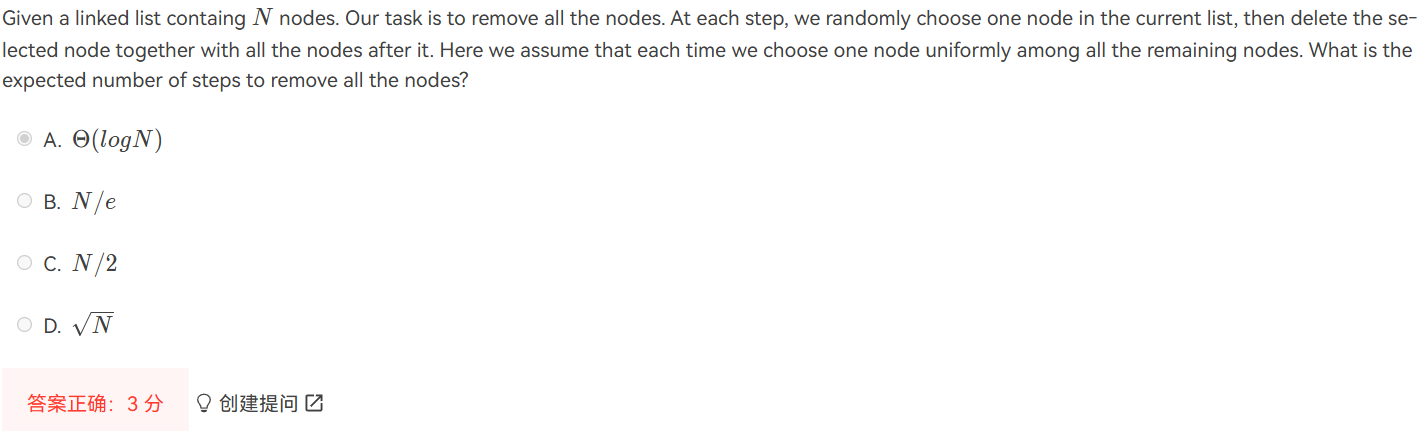 Given a linked list containg N nodes. Our task is to remove all the nodes. At each step, we randomly choose one node in the current list, then delete the se-
lected node together with all the nodes after it. Here we assume that each time we choose one node uniformly among all the remaining nodes. What is the
expected number of steps to remove all the nodes?
A. Θ(logN)
B. N/e
C. N/2
D. √N
答案正确：3 分 创建提问